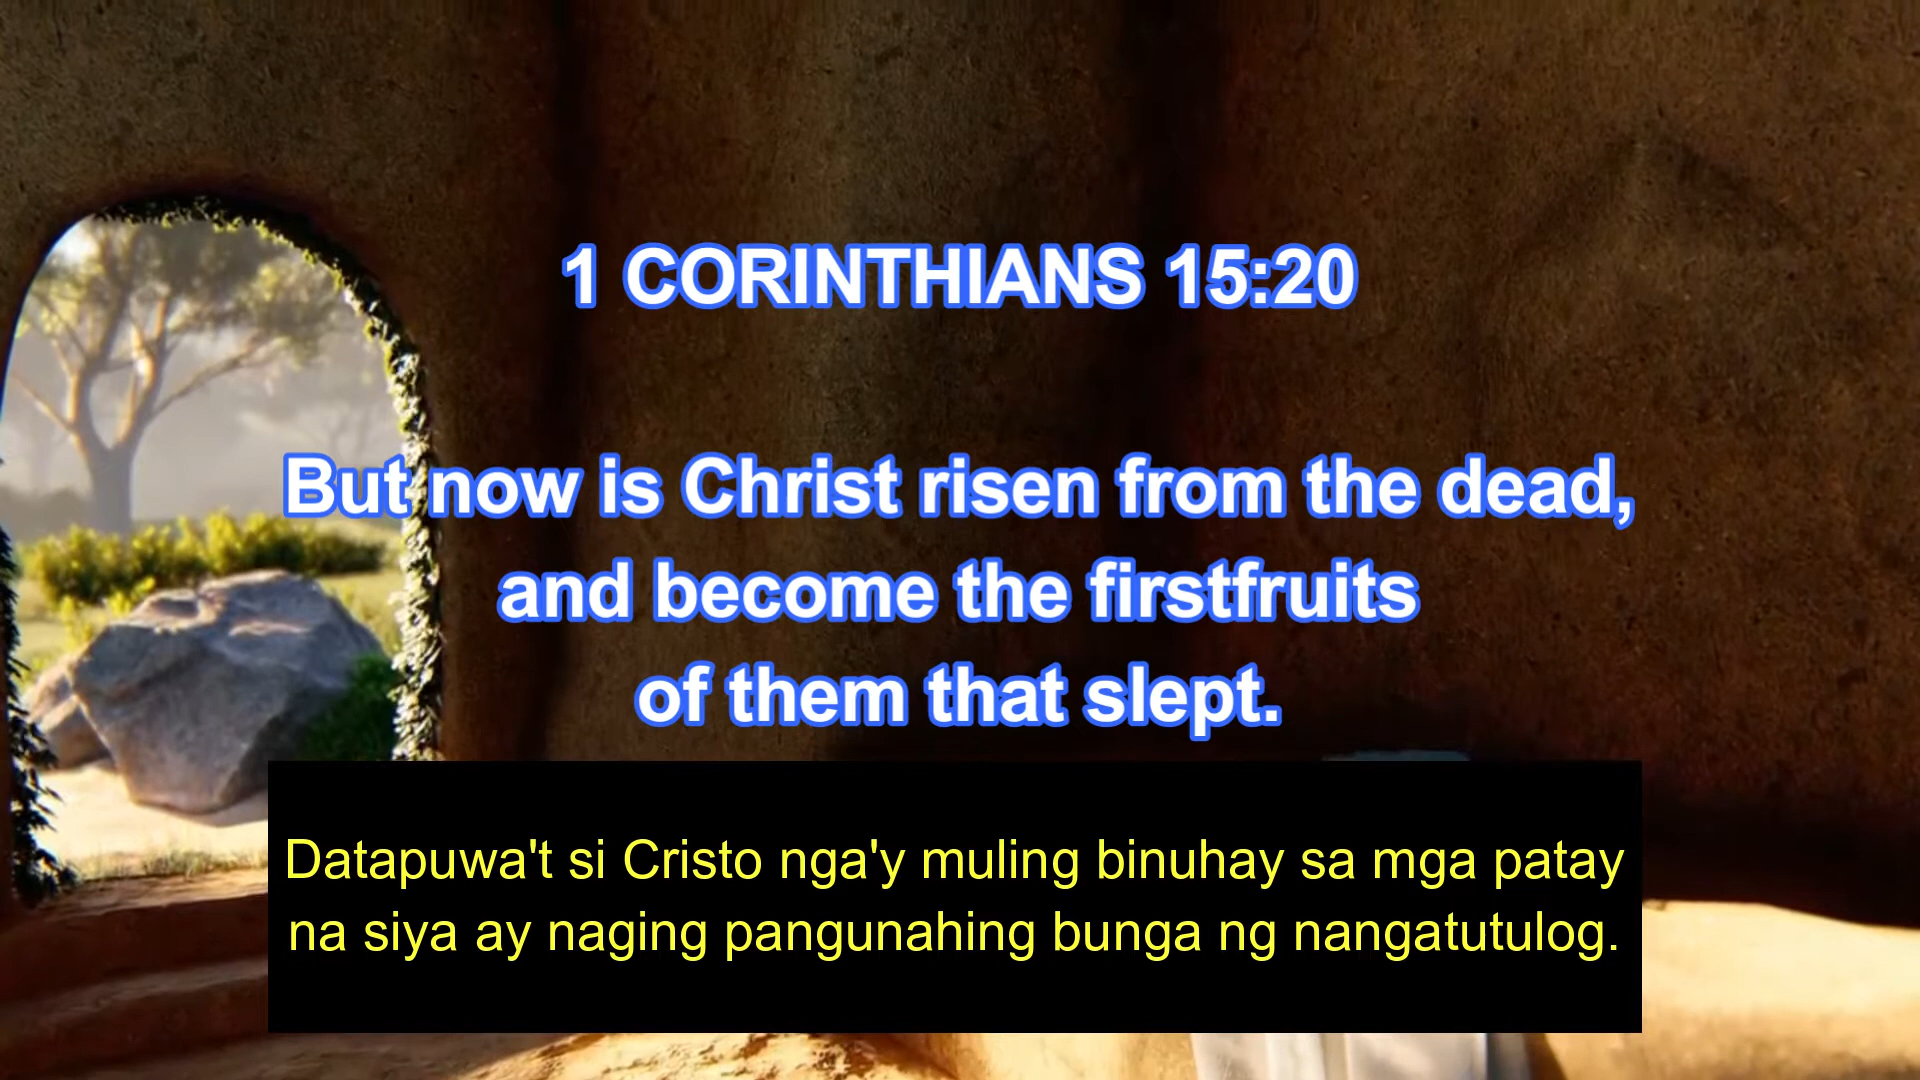 1 CORINTHIANS 15:20
But now is Christ risen from the dead,
and become the firstfruits
of them that slept.
Datapuwa't si Cristo nga'y muling binuhay sa mga patay
na siya ay naging pangunahing bunga ng nangatutulog.